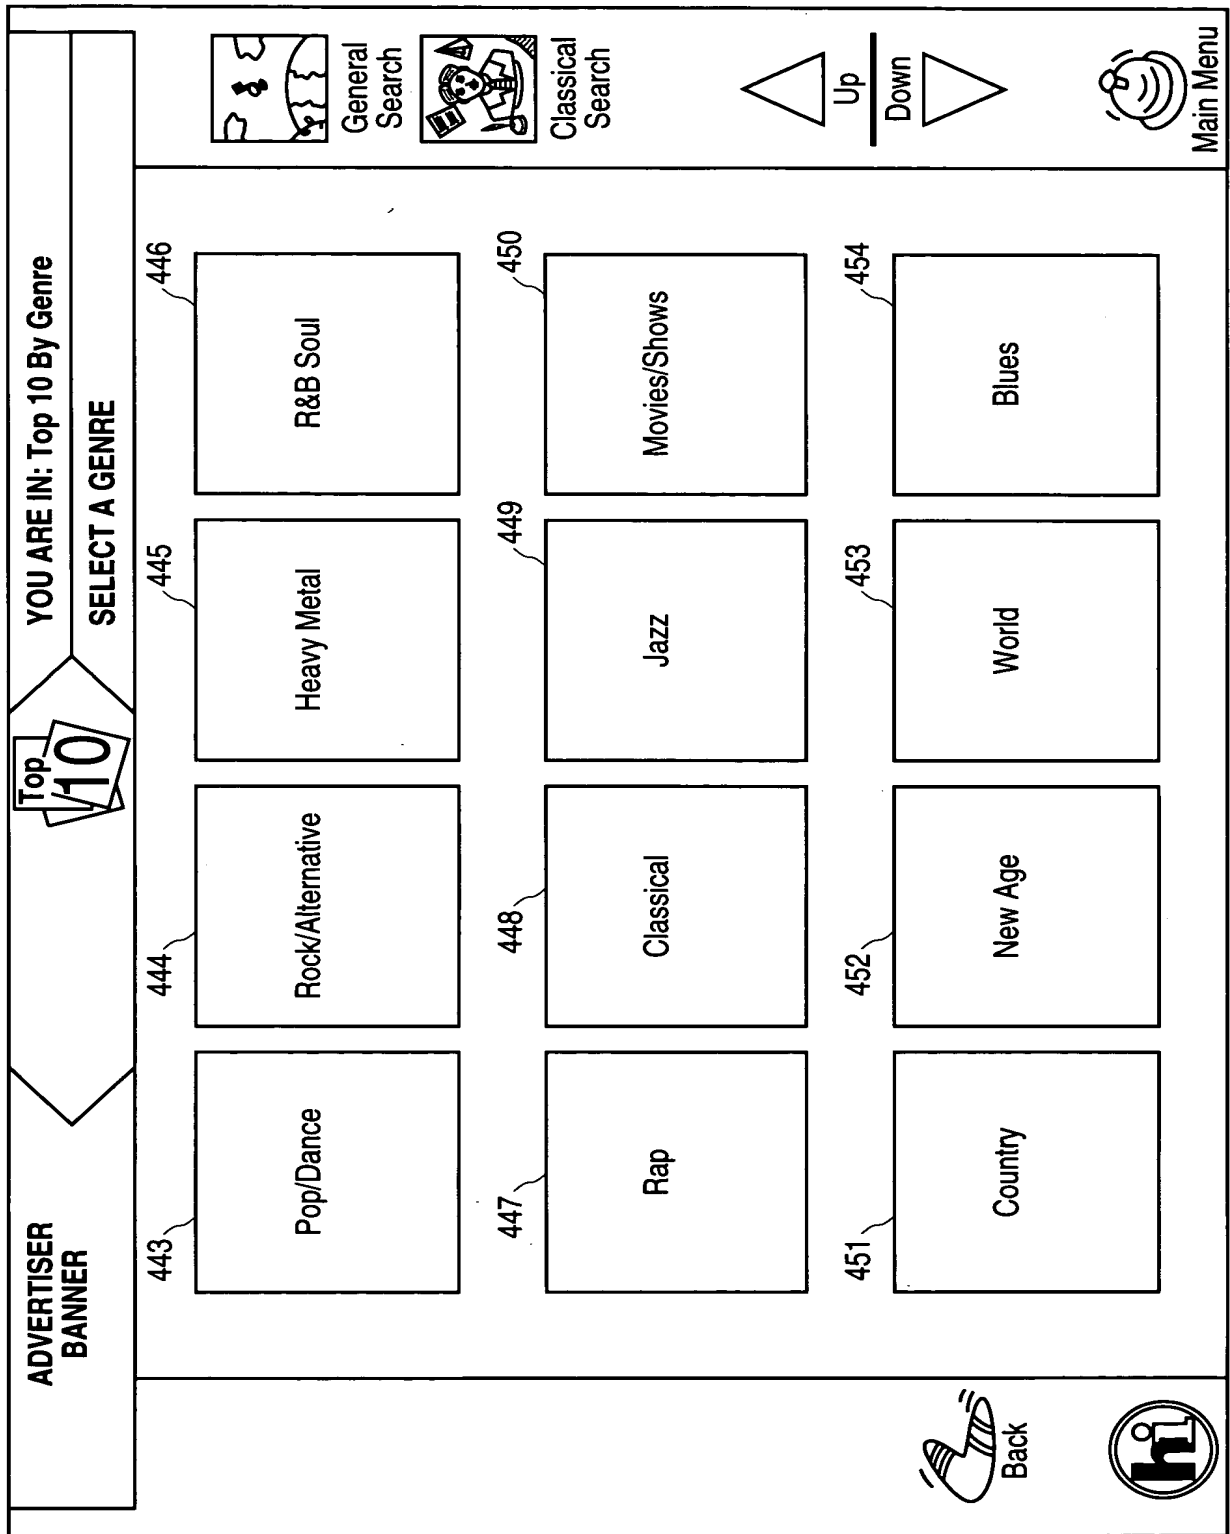 ADVERTISER
BANNER
Top
10
YOU ARE IN: Top 10 By Genre
SELECT A GENRE
443
Pop/Dance
444
Rock/Alternative
445
Heavy Metal
446
R&B Soul
447
Rap
448
Classical
449
Jazz
450
Movies/Shows
451
Country
452
New Age
453
World
454
Blues
General
Search
Classical
Search
Up
Down
Main Menu
Back
hi